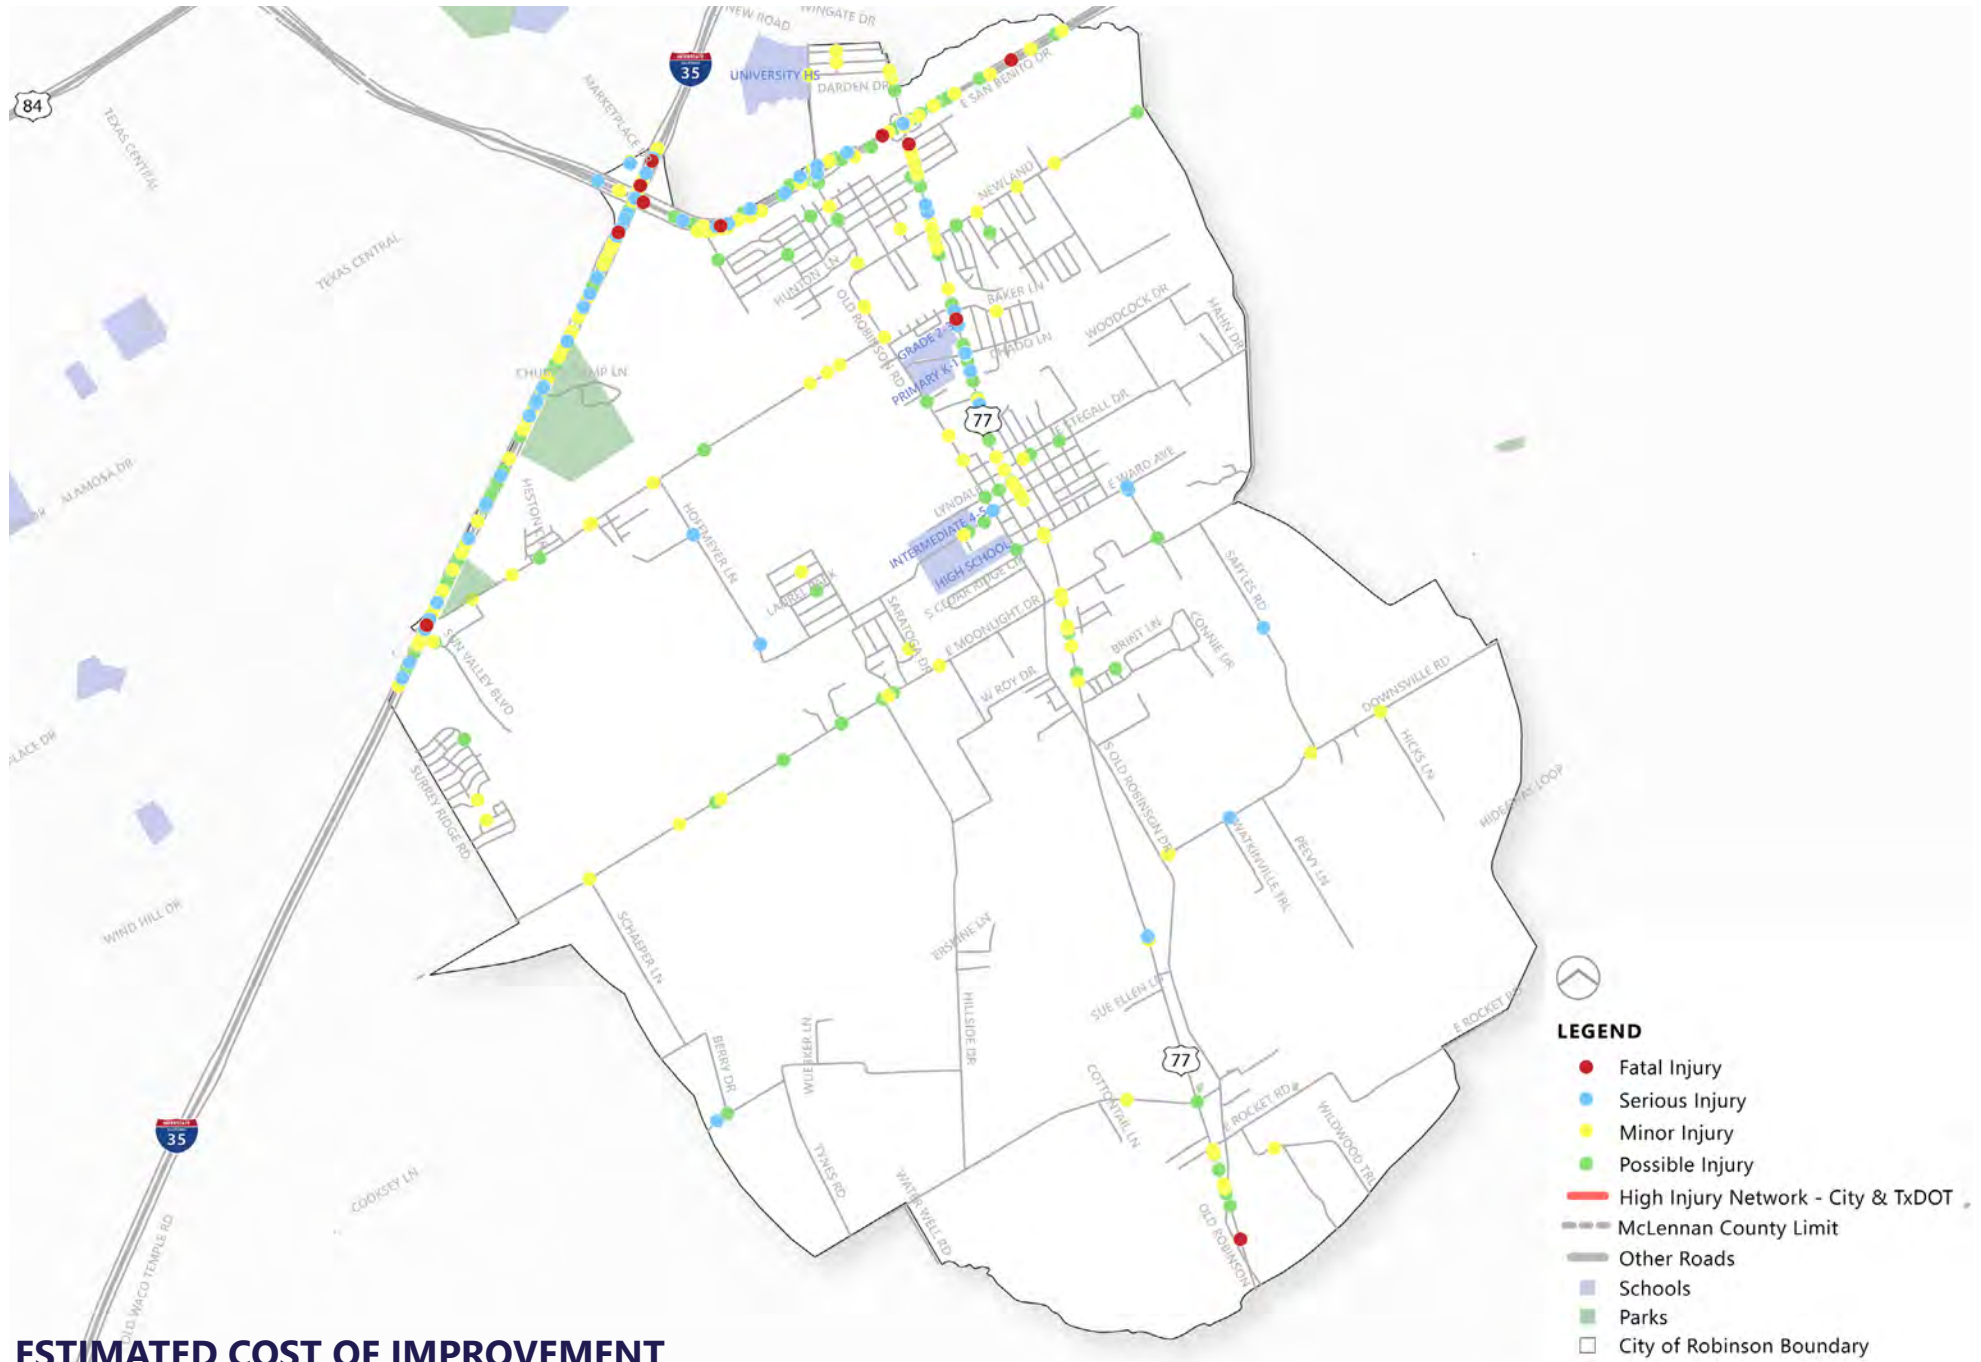 NEW ROAD
WINGATE DR
INTERSTATE
35
UNIVERSITY HS
DARDEN DR
E SAN BENITO DR
84
MARKETPLACE DR
TEXAS CENTRAL
TEXAS CENTRAL
NEWLAND
HUNTON LN
OLD ROBINSON RD
BAKER LN
WOODCOCK DR
HAHN DR
GRADE 2-3
CHADO LN
PRIMARY K-1
77
E STEGALL DR
E WARD AVE
ALAMOSA DR
DR
LYNDALE
HOFFMEYER LN
INTERMEDIATE 4-5
HIGH SCHOOL
S CEDAR RIDGE CIR
SAFFLES RD
SARATOGA DR
E MOONLIGHT DR
BRINT LN
CONNIE DR
SUN VALLEY BLVD
W ROY DR
DOWNSVILLE RD
HICKS LN
S OLD ROBINSON DR
SURREY RIDGE RD
HIDEAWAY LOOP
WATKINVILLE TRL
PEEVY LN
WIND HILL DR
SCHAEPER LN
ERSKINE LN
SUE ELLEN LN
HILLSIDE DR
E ROCKET RD
BERRY DR
77
COTTONTAIL LN
E ROCKET RD
WILDWOOD TRL
35
TYNES RD
COOKSEY LN
WATER WELL RD
OLD ROBINSON
OLD WACO TEMPLE RD
LEGEND
Fatal Injury
Serious Injury
Minor Injury
Possible Injury
High Injury Network - City & TxDOT
McLennan County Limit
Other Roads
Schools
Parks
City of Robinson Boundary
ESTIMATED COST OF IMPROVEMENT